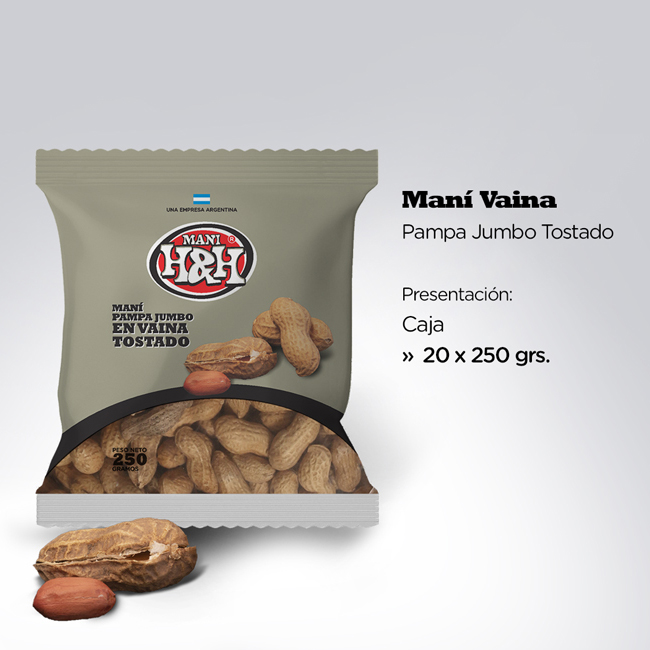 UNA EMPRESA ARGENTINA
MANI ®
H&H
MANÍ
PAMPA JUMBO
EN VAINA
TOSTADO
PESO NETO
250
GRAMOS
Maní Vaina
Pampa Jumbo Tostado
Presentación:
Caja
» 20 x 250 grs.